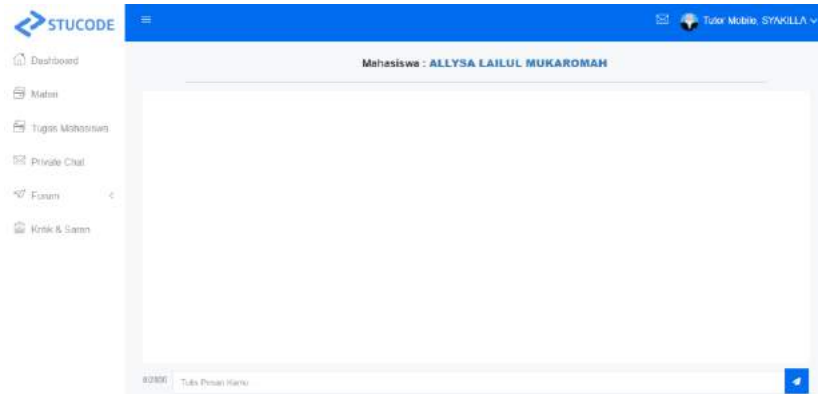 STUCODE
Tutor Mobile, SYAKILLA
Dashboard
Mahasiswa : ALLYSA LAILUL MUKAROMAH
Materi
Tugas Mahasiswa
Private Chat
Forum
Kritik & Saran
Tulis Pesan Kamu